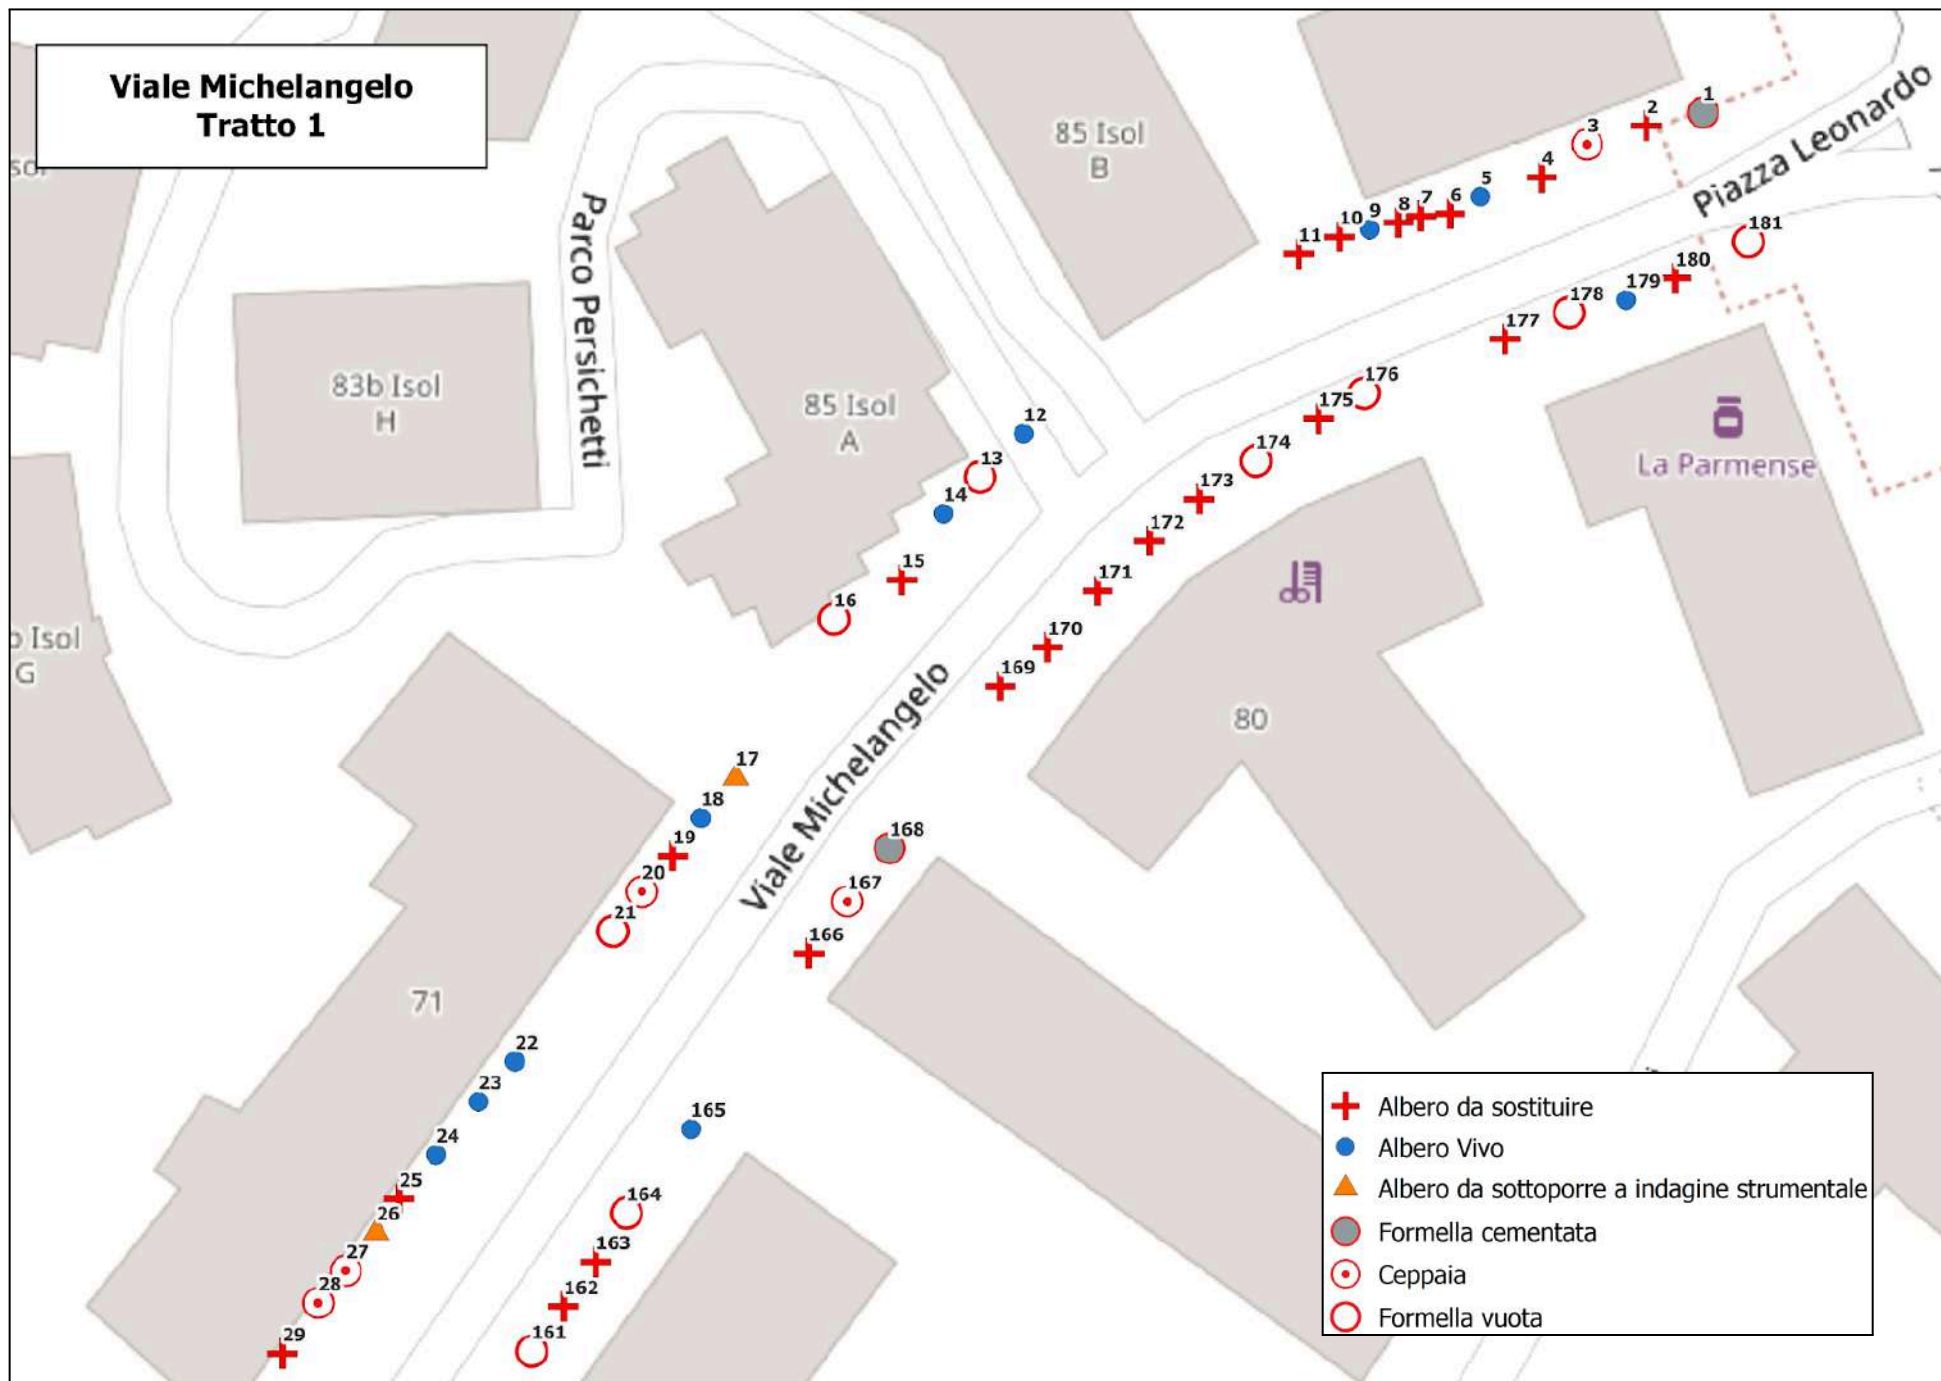 Viale Michelangelo
Tratto 1
85 Isol
B
Piazza Leonardo
1
2
3
4
5
6
7
8
9
10
11
181
180
179
178
177
176
175
174
173
172
171
170
169
Parco Persichetti
83b Isol
H
85 Isol
A
La Parmense
12
13
14
15
16
Isol
G
80
Viale Michelangelo
17
18
19
20
21
168
167
166
71
22
23
24
25
26
27
28
29
165
164
163
162
161
Albero da sostituire
Albero Vivo
Albero da sottoporre a indagine strumentale
Formella cementata
Ceppaia
Formella vuota